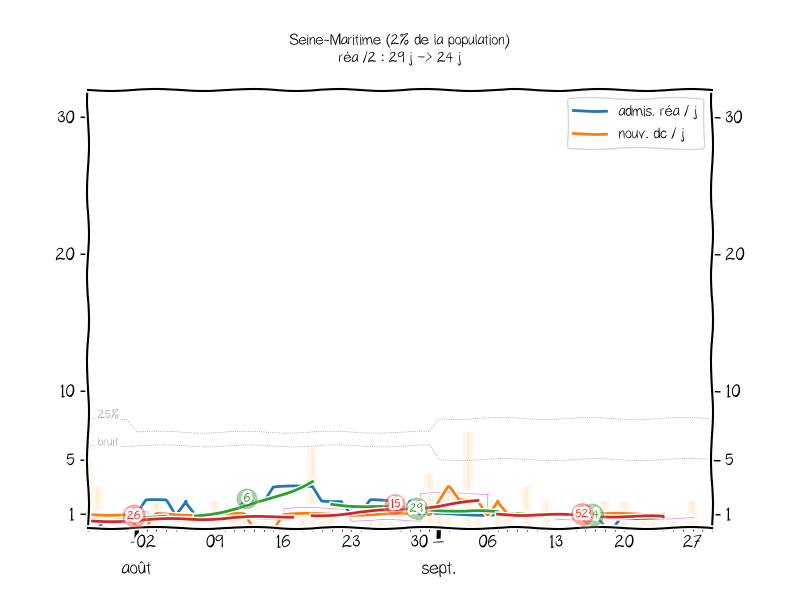 Seine-Maritime (2% de la population)
réa /2 : 29 j -> 24 j
admis. réa / j
nouv. dc / j
30 30
20 20
10 10
25%
bruit
5 5
6
15
29
26
52 4
1 1
02 09 16 23 30 06 13 20 27
août sept.